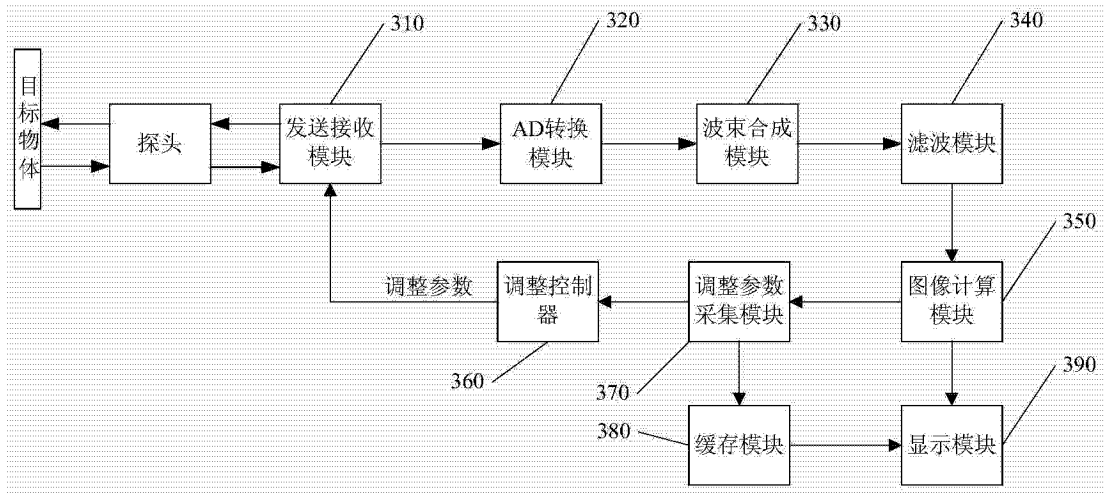 310
320
330
340
目标物体
探头
发送接收
模块
AD转换
模块
波束合成
模块
滤波模块
350
调整参数
调整控制
器
调整参数
采集模块
图像计算
模块
360
370
390
380
缓存模块
显示模块